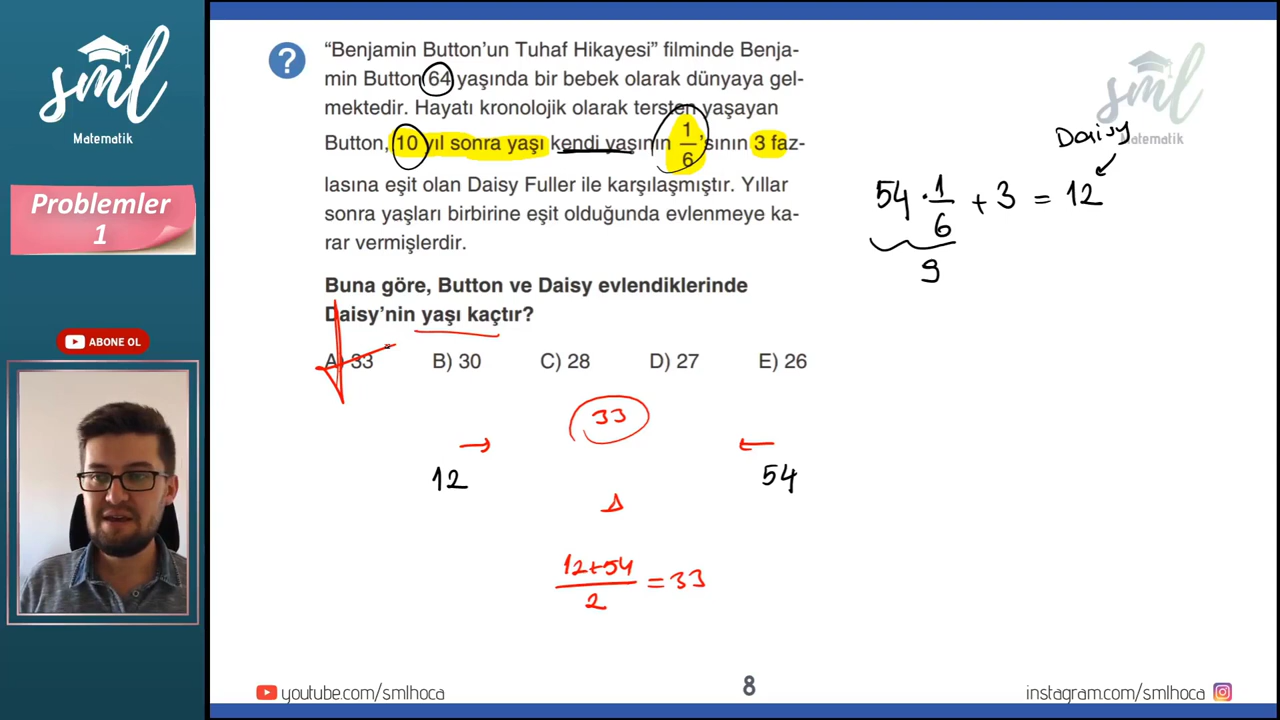 sml
Matematik
Problemler
1
ABONE OL
?
“Benjamin Button’un Tuhaf Hikayesi” filminde Benja-
min Button 64 yaşında bir bebek olarak dünyaya gel-
mektedir. Hayatı kronolojik olarak tersten yaşayan
Button, 10 yıl sonra yaşı kendi yaşının 1/6 ’sının 3 faz-
lasına eşit olan Daisy Fuller ile karşılaşmıştır. Yıllar
sonra yaşları birbirine eşit olduğunda evlenmeye ka-
rar vermişlerdir.
Buna göre, Button ve Daisy evlendiklerinde
Daisy’nin yaşı kaçtır?
A) 33 B) 30 C) 28 D) 27 E) 26
33
12 → ← 54
12+54
/2 = 33
sml
Matematik
Daisy
54 · 1/6 + 3 = 12
9
youtube.com/smlhoca
8
instagram.com/smlhoca